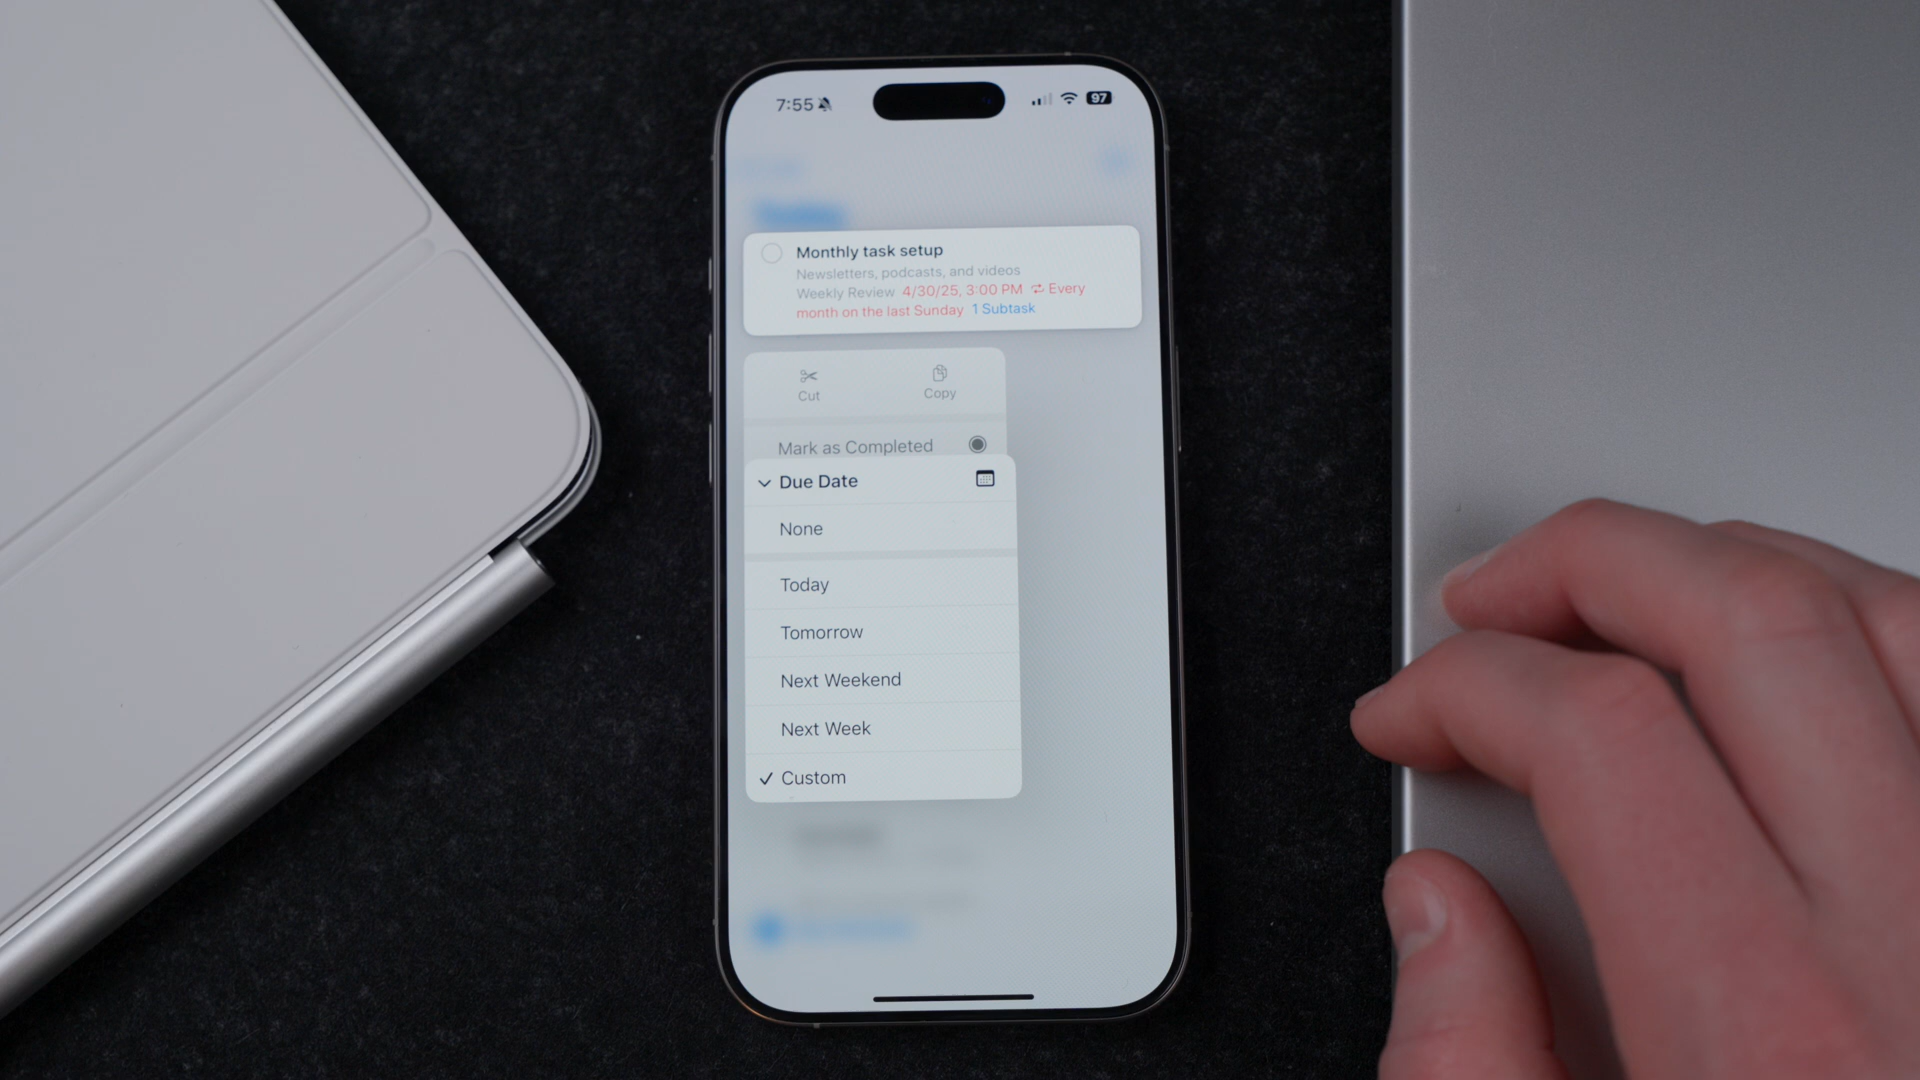 7:55
97
Monthly task setup
Newsletters, podcasts, and videos
Weekly Review 4/30/25, 3:00 PM Every
month on the last Sunday 1 Subtask
Cut
Copy
Mark as Completed
Due Date
None
Today
Tomorrow
Next Weekend
Next Week
Custom